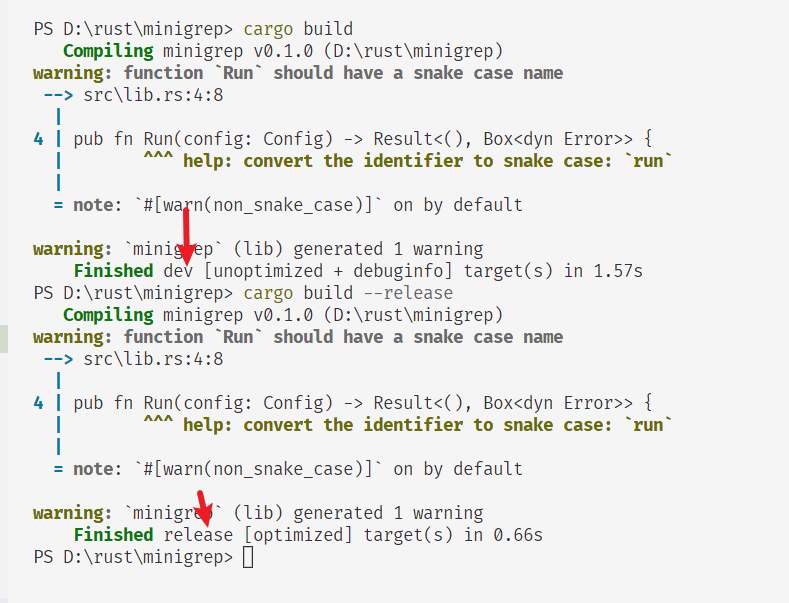 PS D:\rust\minigrep> cargo build
Compiling minigrep v0.1.0 (D:\rust\minigrep)
warning: function `Run` should have a snake case name
--> src\lib.rs:4:8
|
4 | pub fn Run(config: Config) -> Result<(), Box<dyn Error>> {
| ^^^ help: convert the identifier to snake case: `run`
|
= note: `#[warn(non_snake_case)]` on by default
warning: `minigrep` (lib) generated 1 warning
Finished dev [unoptimized + debuginfo] target(s) in 1.57s
PS D:\rust\minigrep> cargo build --release
Compiling minigrep v0.1.0 (D:\rust\minigrep)
warning: function `Run` should have a snake case name
--> src\lib.rs:4:8
|
4 | pub fn Run(config: Config) -> Result<(), Box<dyn Error>> {
| ^^^ help: convert the identifier to snake case: `run`
|
= note: `#[warn(non_snake_case)]` on by default
warning: `minigrep` (lib) generated 1 warning
Finished release [optimized] target(s) in 0.66s
PS D:\rust\minigrep>